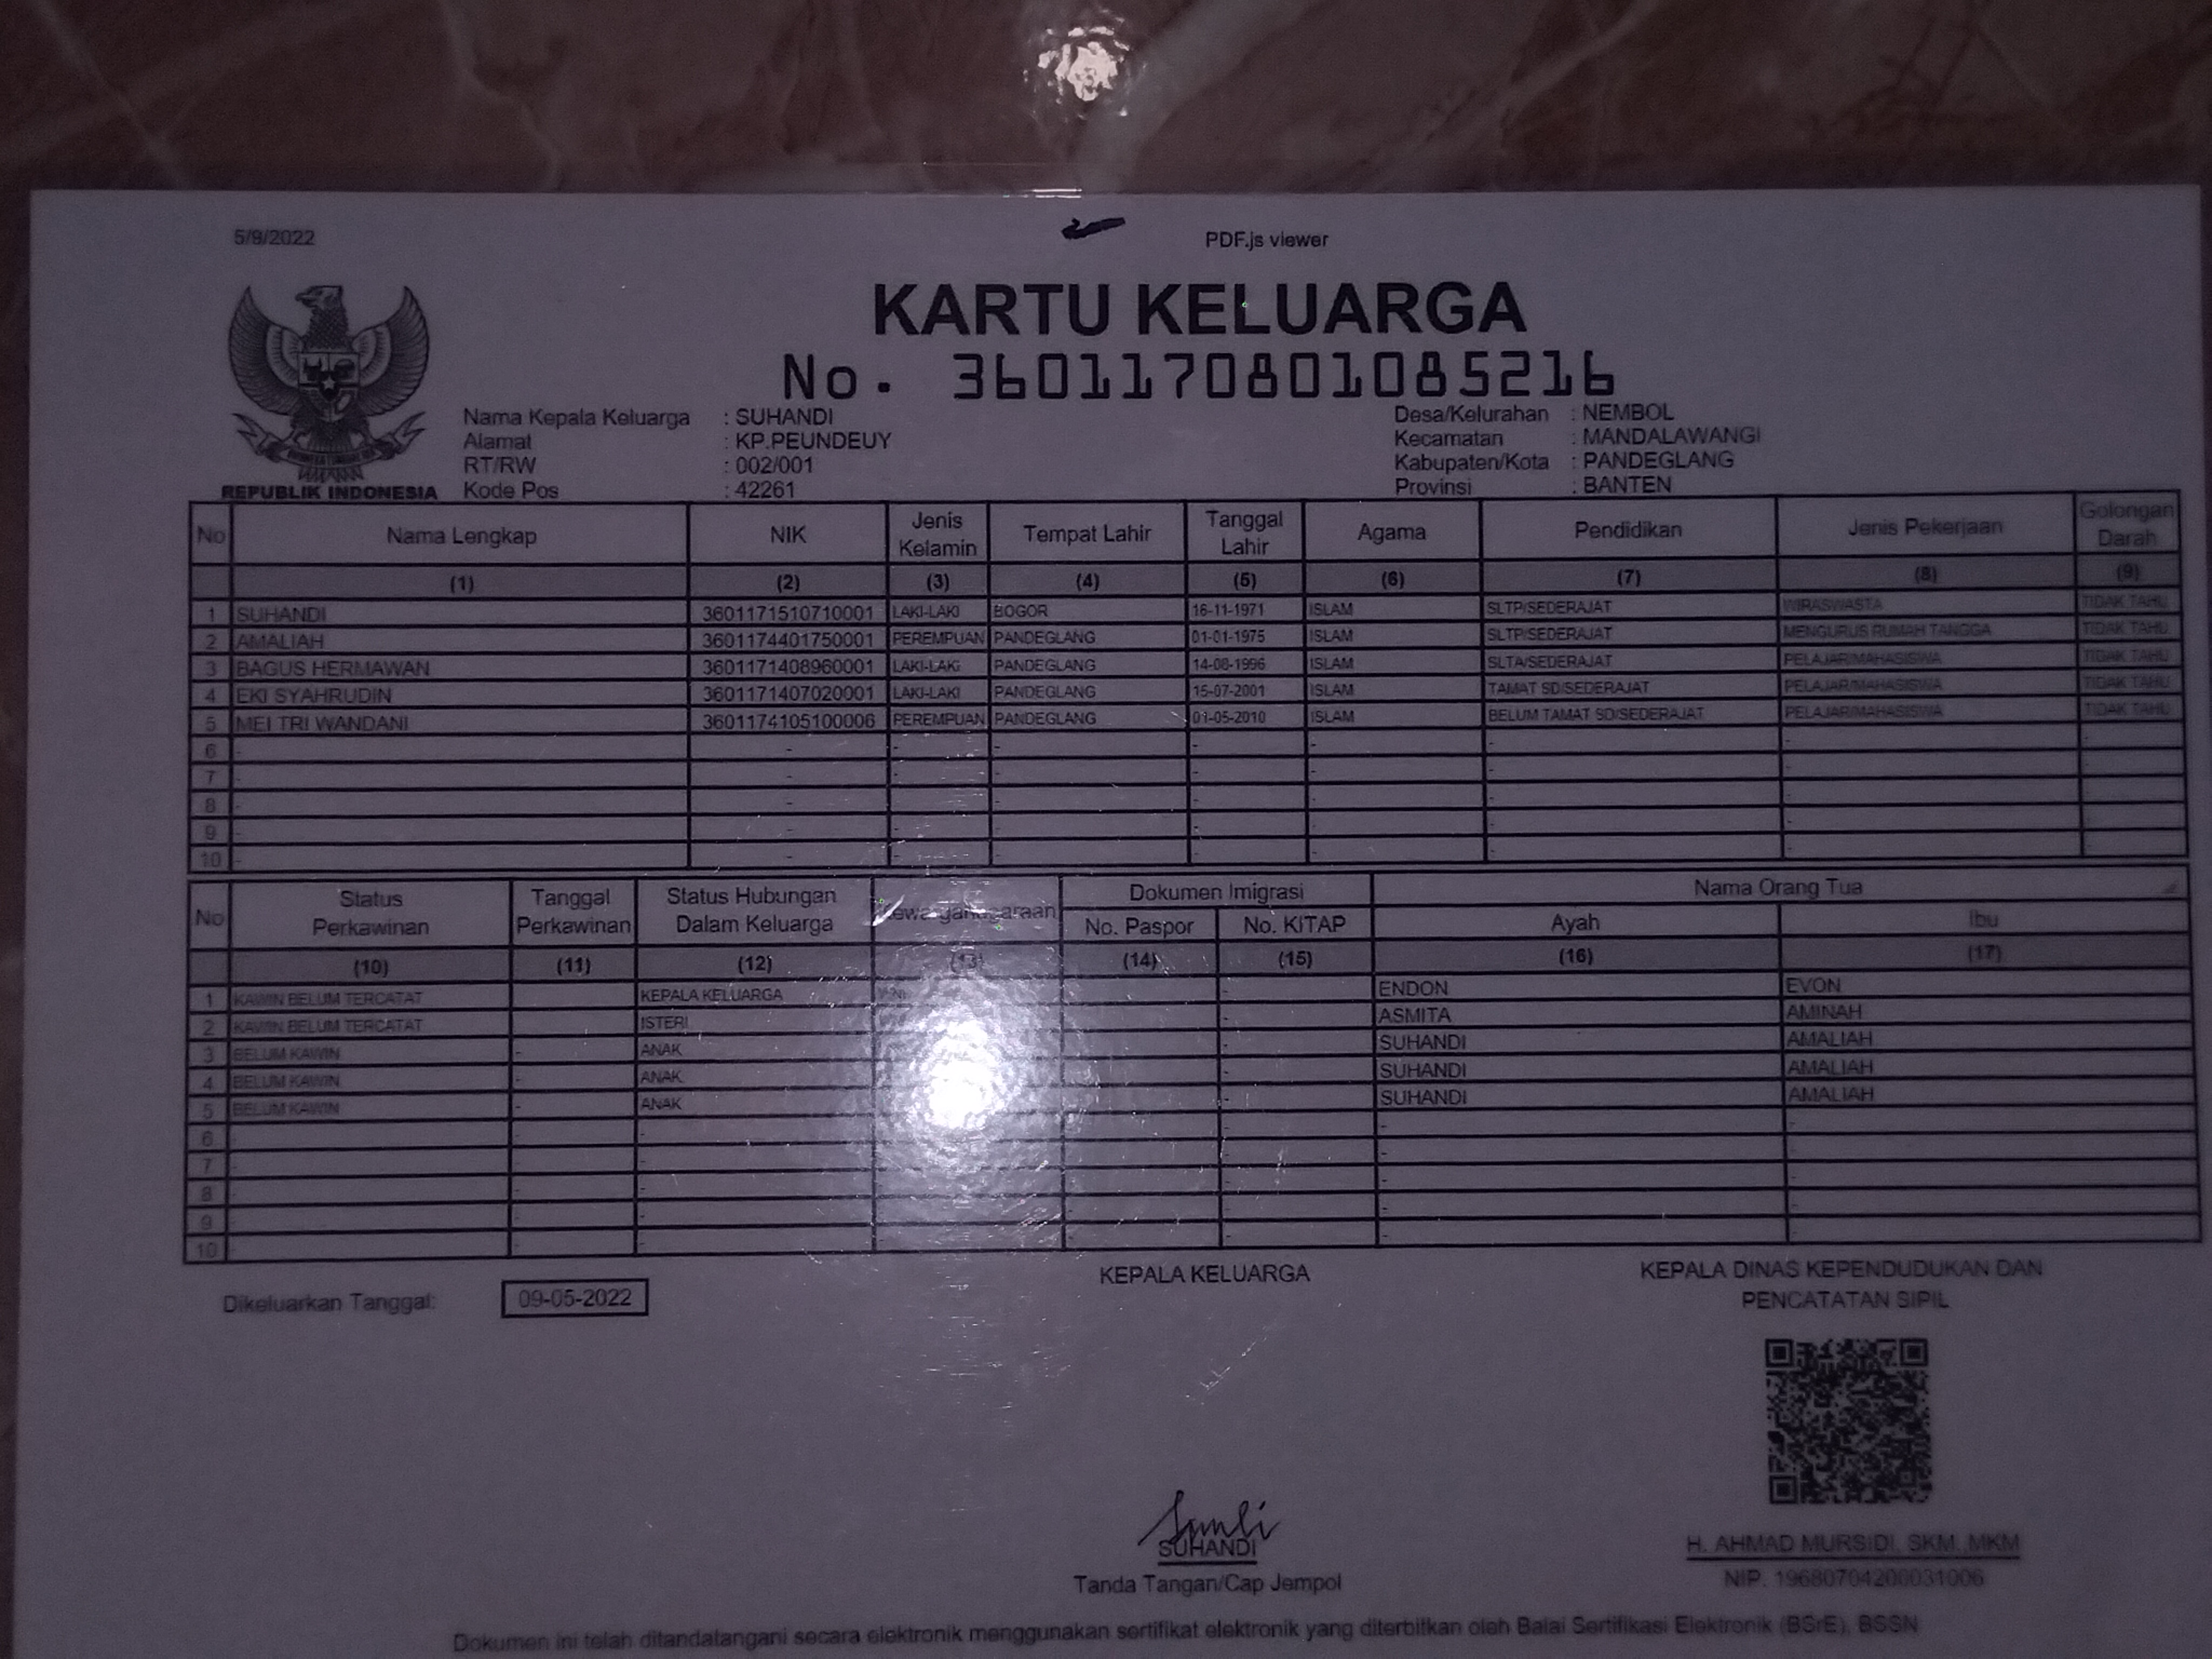 5/9/2022 PDF.js viewer
KARTU KELUARGA
No. 3601170801085216
REPUBLIK INDONESIA
Nama Kepala Keluarga : SUHANDI
Alamat : KP.PEUNDEUY
RT/RW : 002/001
Kode Pos : 42261
Desa/Kelurahan : NEMBOL
Kecamatan : MANDALAWANGI
Kabupaten/Kota : PANDEGLANG
Provinsi : BANTEN
No Nama Lengkap NIK Jenis Kelamin Tempat Lahir Tanggal Lahir Agama Pendidikan Jenis Pekerjaan Golongan Darah
(1) (2) (3) (4) (5) (6) (7) (8) (9)
1 SUHANDI 3601171510710001 LAKI-LAKI BOGOR 16-11-1971 ISLAM SLTP/SEDERAJAT WIRASWASTA TIDAK TAHU
2 AMALIAH 3601174401750001 PEREMPUAN PANDEGLANG 01-01-1975 ISLAM SLTP/SEDERAJAT MENGURUS RUMAH TANGGA TIDAK TAHU
3 BAGUS HERMAWAN 3601171408960001 LAKI-LAKI PANDEGLANG 14-08-1996 ISLAM SLTA/SEDERAJAT PELAJAR/MAHASISWA TIDAK TAHU
4 EKI SYAHRUDIN 3601171407020001 LAKI-LAKI PANDEGLANG 15-07-2001 ISLAM TAMAT SD/SEDERAJAT PELAJAR/MAHASISWA TIDAK TAHU
5 MEI TRI WANDANI 3601174105100006 PEREMPUAN PANDEGLANG 01-05-2010 ISLAM BELUM TAMAT SD/SEDERAJAT PELAJAR/MAHASISWA TIDAK TAHU
6 - - - - - - - - -
7 - - - - - - - - -
8 - - - - - - - - -
9 - - - - - - - - -
10 - - - - - - - - -
No Status Perkawinan Tanggal Perkawinan Status Hubungan Dalam Keluarga Dokumen Imigrasi Nama Orang Tua
No. Paspor No. KITAP Ayah Ibu
(10) (11) (12) (13) (14) (15) (16) (17)
1 KAWIN BELUM TERCATAT KEPALA KELUARGA - ENDON EVON
2 KAWIN BELUM TERCATAT ISTERI - ASMITA AMINAH
3 BELUM KAWIN - ANAK - SUHANDI AMALIAH
4 BELUM KAWIN - ANAK - SUHANDI AMALIAH
5 BELUM KAWIN - ANAK - SUHANDI AMALIAH
6 - - - - - - -
7 - - - - - - -
8 - - - - - - -
9 - - - - - - -
10 - - - - - - -
Dikeluarkan Tanggal: 09-05-2022
KEPALA KELUARGA
SUHANDI
Tanda Tangan/Cap Jempol
KEPALA DINAS KEPENDUDUKAN DAN
PENCATATAN SIPIL
H. AHMAD MURSIDI, SKM.,MKM
NIP. 196807042000031006
Dokumen ini telah ditandatangani secara elektronik menggunakan sertifikat elektronik yang diterbitkan oleh Balai Sertifikasi Elektronik (BSrE), BSSN